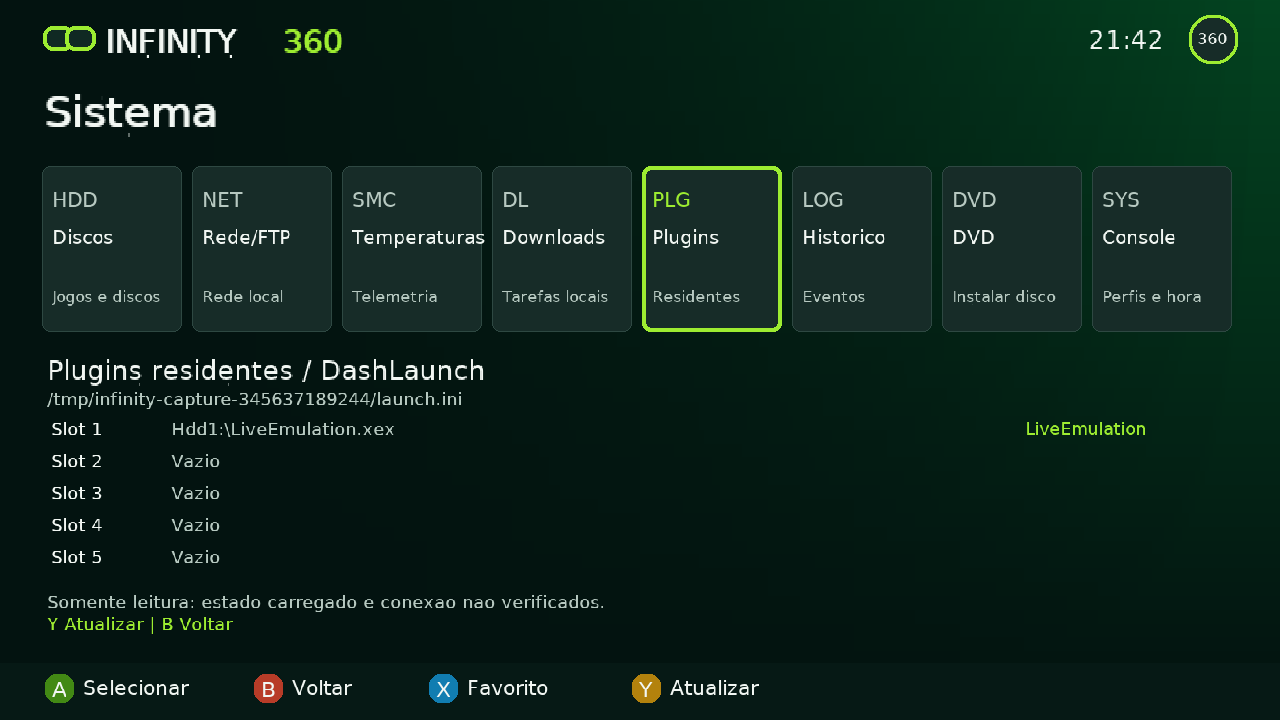 INFINITY 360 21:42 360
Sistema
HDD NET SMC DL PLG LOG DVD SYS
Discos Rede/FTP Temperaturas Downloads Plugins Historico DVD Console
Jogos e discos Rede local Telemetria Tarefas locais Residentes Eventos Instalar disco Perfis e hora
Plugins residentes / DashLaunch
/tmp/infinity-capture-345637189244/launch.ini
Slot 1 Hdd1:\LiveEmulation.xex LiveEmulation
Slot 2 Vazio
Slot 3 Vazio
Slot 4 Vazio
Slot 5 Vazio
Somente leitura: estado carregado e conexao nao verificados.
Y Atualizar | B Voltar
A Selecionar B Voltar X Favorito Y Atualizar